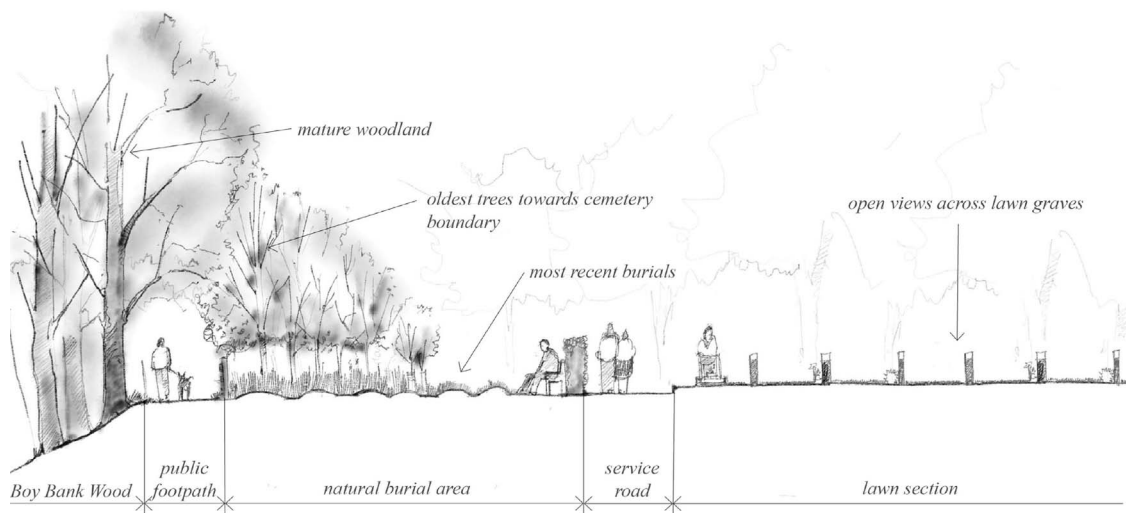 mature woodland
oldest trees towards cemetery
boundary
open views across lawn graves
most recent burials
Boy Bank Wood
public
footpath
natural burial area
service
road
lawn section